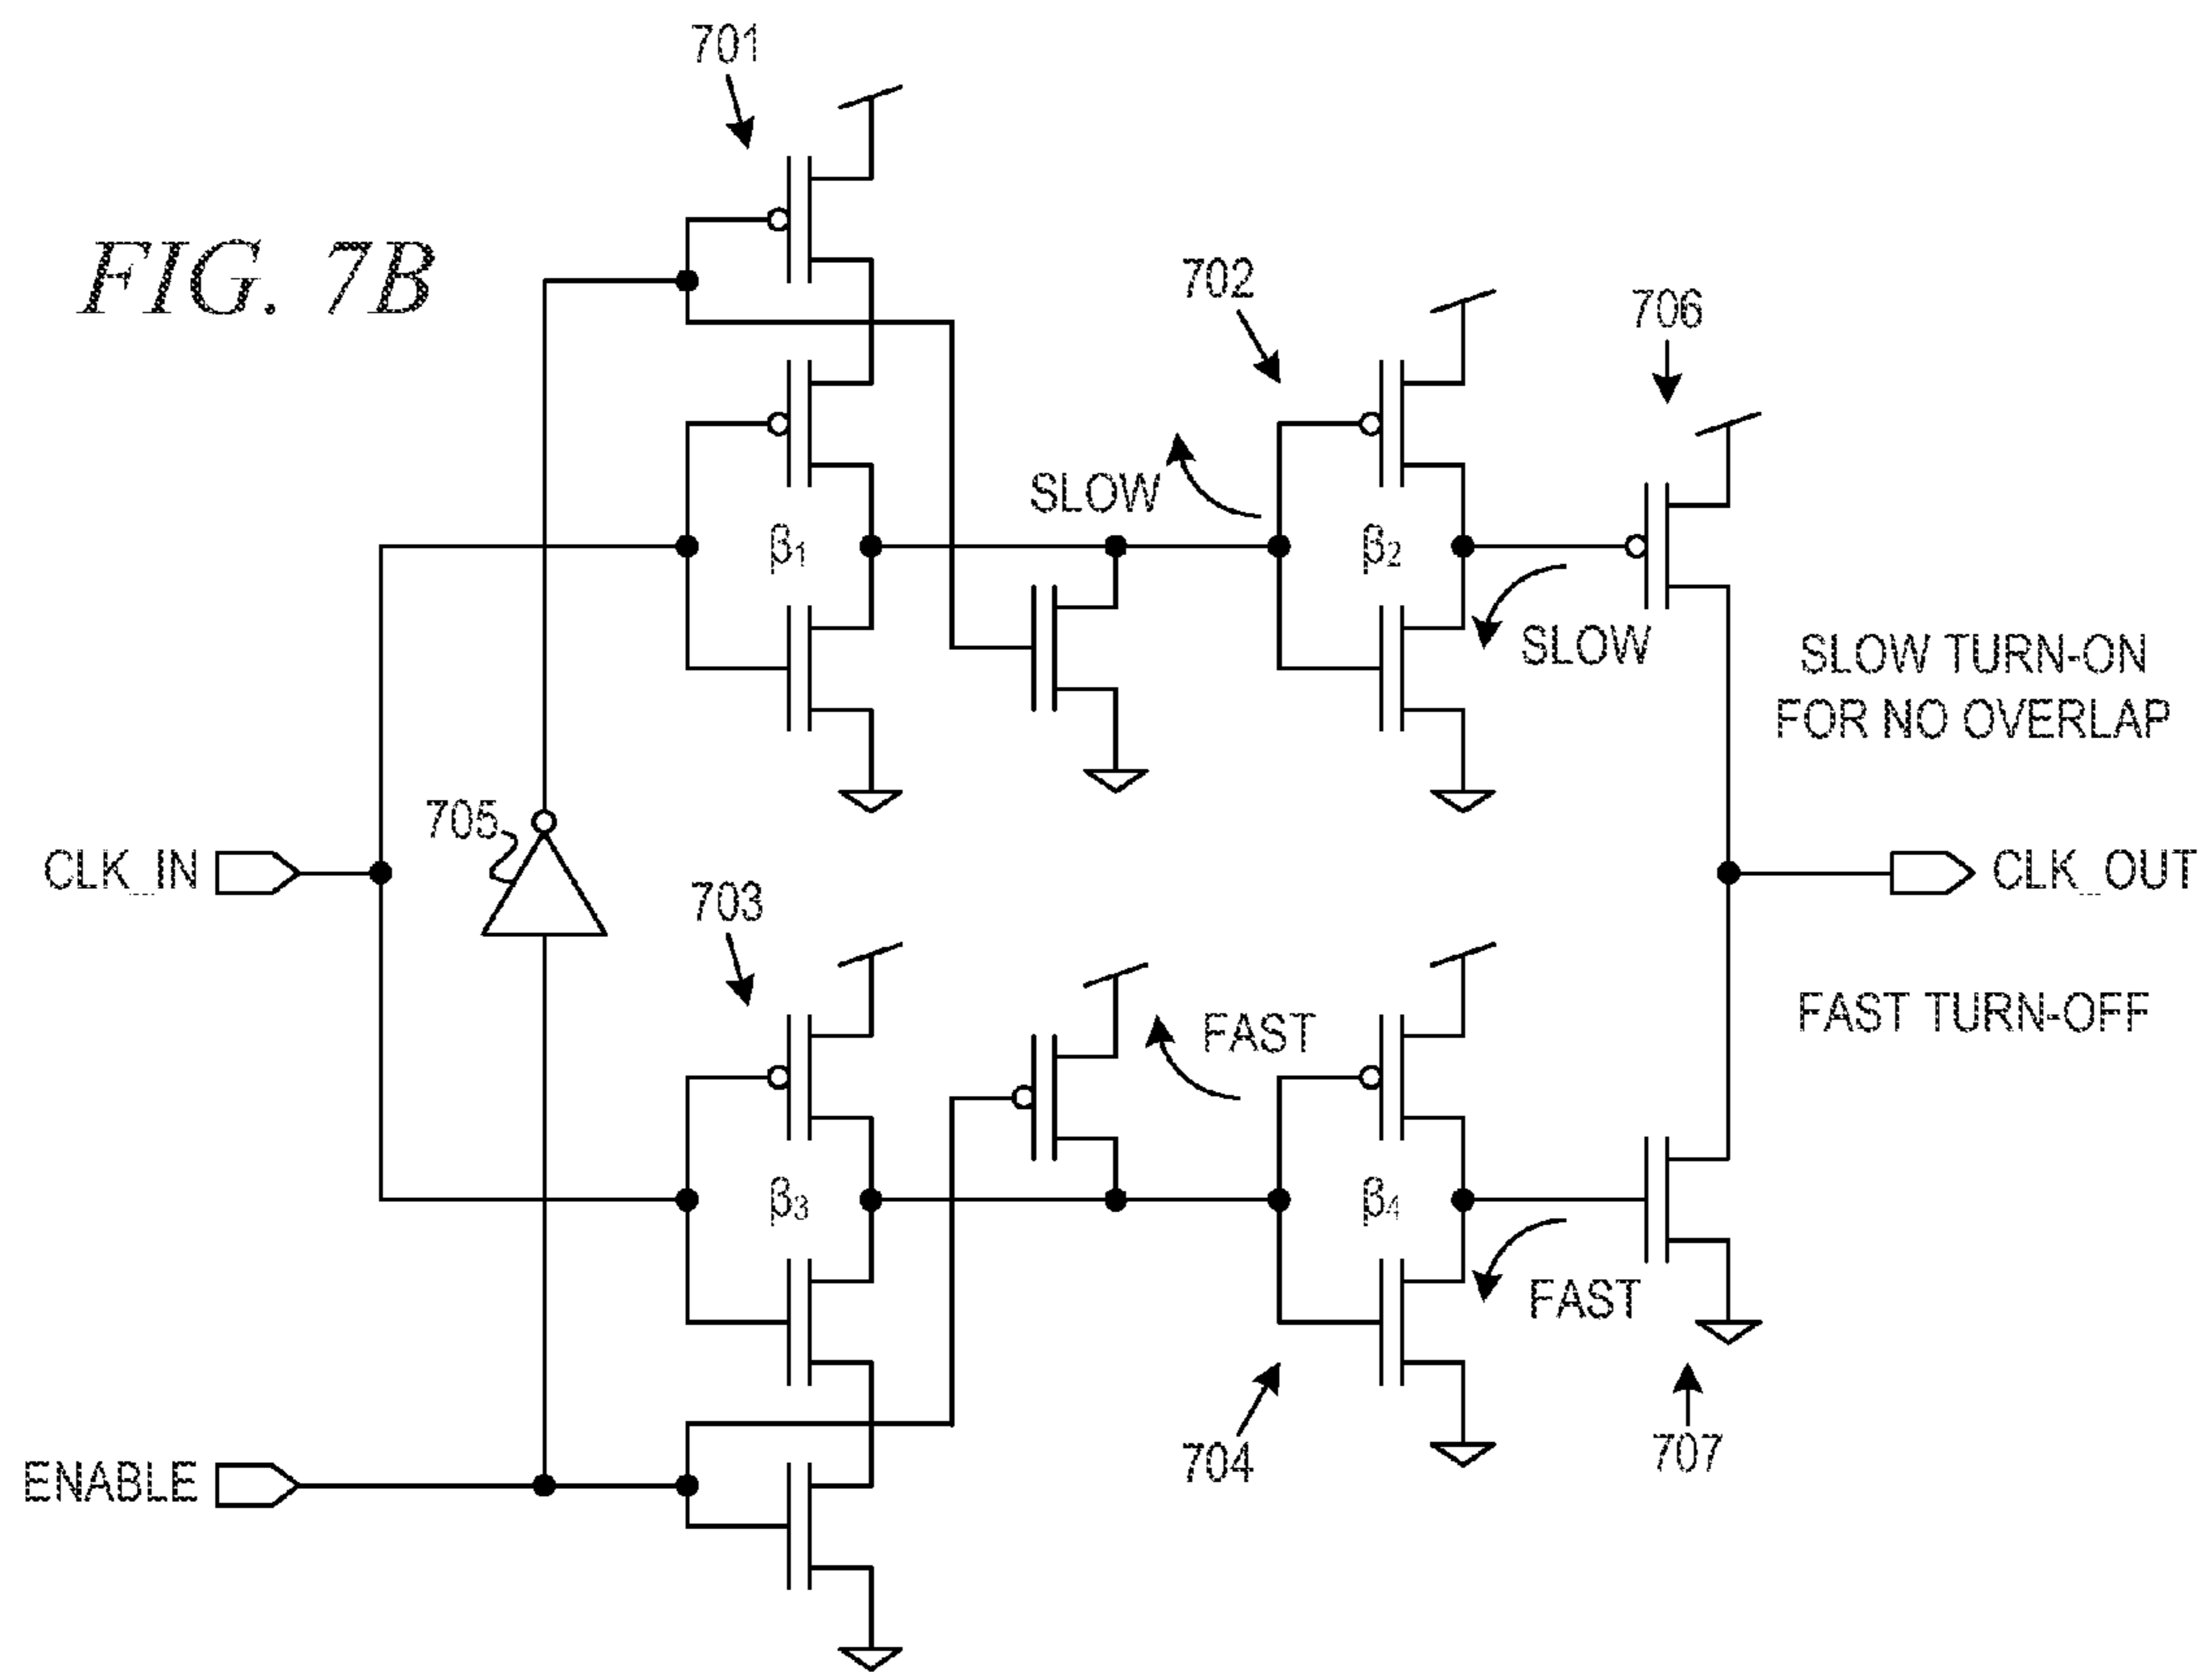 701
FIG. 7B
702
706
SLOW
β1
β2
SLOW
SLOW TURN-ON
FOR NO OVERLAP
705
CLK_IN
CLK_OUT
703
FAST
FAST TURN-OFF
β3
β4
FAST
704
707
ENABLE